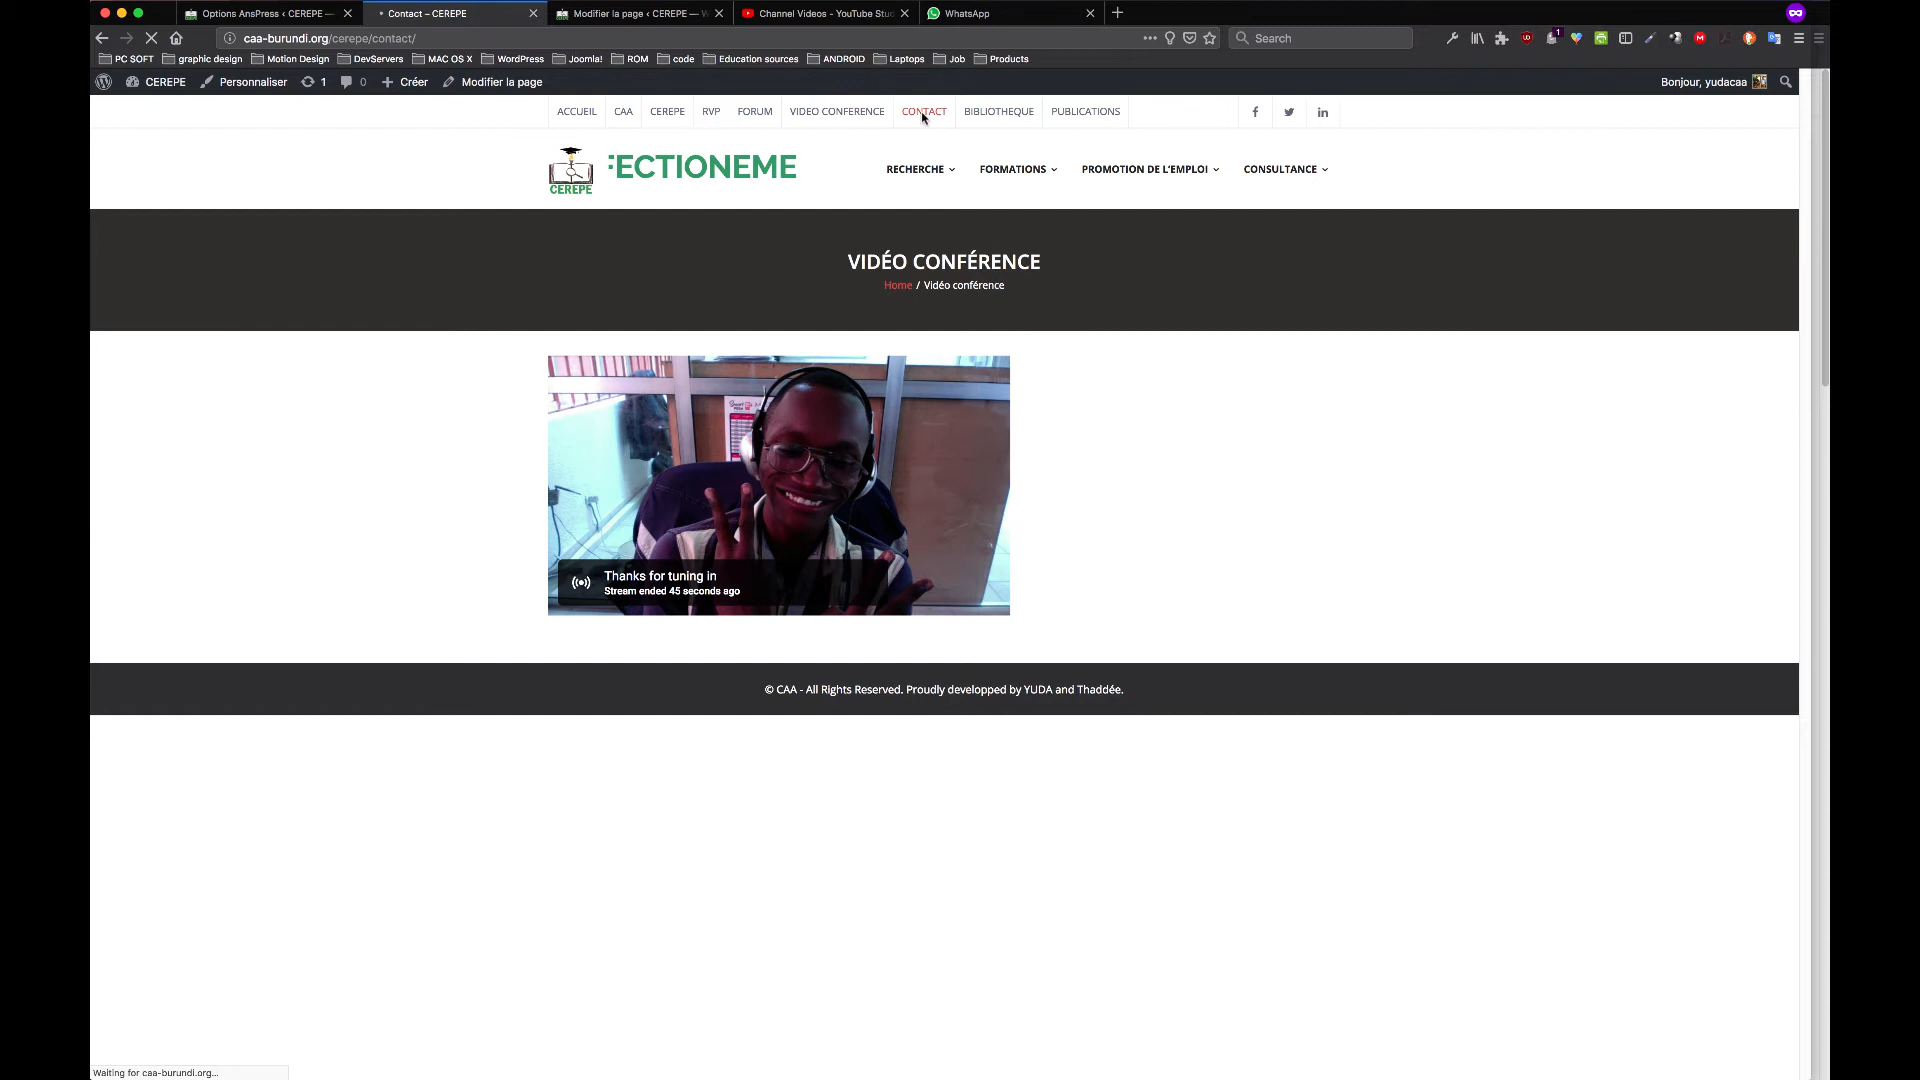 Options AnsPress ‹ CEREPE —
Contact – CEREPE
Modifier la page ‹ CEREPE — W
Channel Videos - YouTube Stud
WhatsApp
caa-burundi.org/cerepe/contact/
Search
PC SOFT graphic design Motion Design DevServers MAC OS X WordPress Joomla! ROM code Education sources ANDROID Laptops Job Products
CEREPE Personnaliser 1 0 Créer Modifier la page Bonjour, yudacaa
ACCUEIL CAA CEREPE RVP FORUM VIDEO CONFERENCE CONTACT BIBLIOTHEQUE PUBLICATIONS
CEREPE
ECTIONEME
RECHERCHE FORMATIONS PROMOTION DE L'EMPLOI CONSULTANCE
VIDÉO CONFÉRENCE
Home / Vidéo conférence
Thanks for tuning in
Stream ended 45 seconds ago
© CAA - All Rights Reserved. Proudly developped by YUDA and Thaddée.
Waiting for caa-burundi.org...